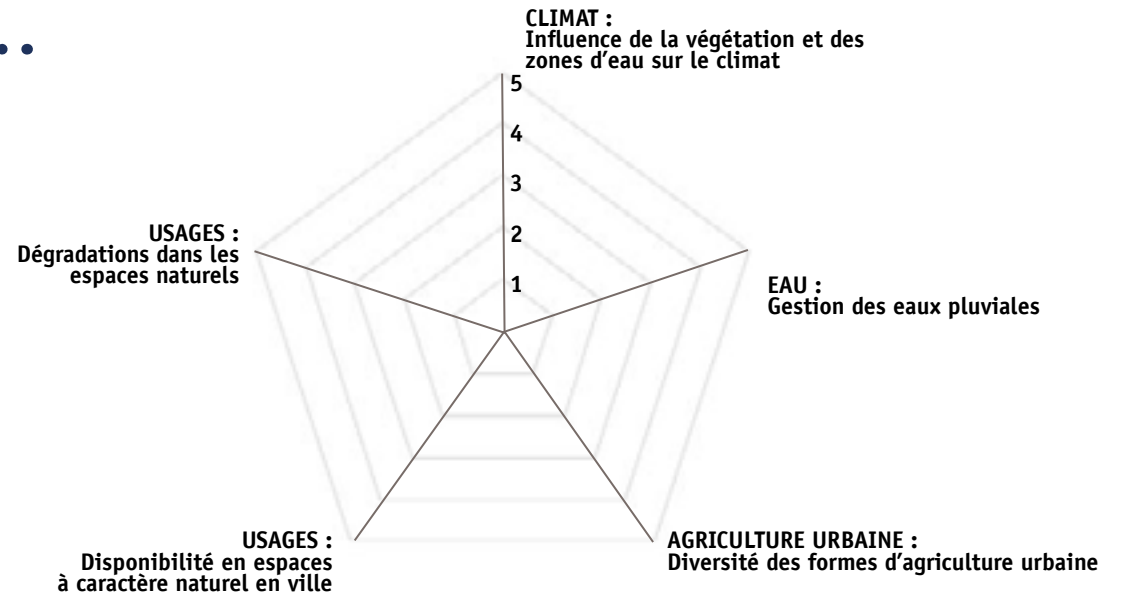 CLIMAT :
Influence de la végétation et des
zones d'eau sur le climat
5
4
3
2
1
USAGES :
Dégradations dans les
espaces naturels
EAU :
Gestion des eaux pluviales
USAGES :
Disponibilité en espaces
à caractère naturel en ville
AGRICULTURE URBAINE :
Diversité des formes d'agriculture urbaine